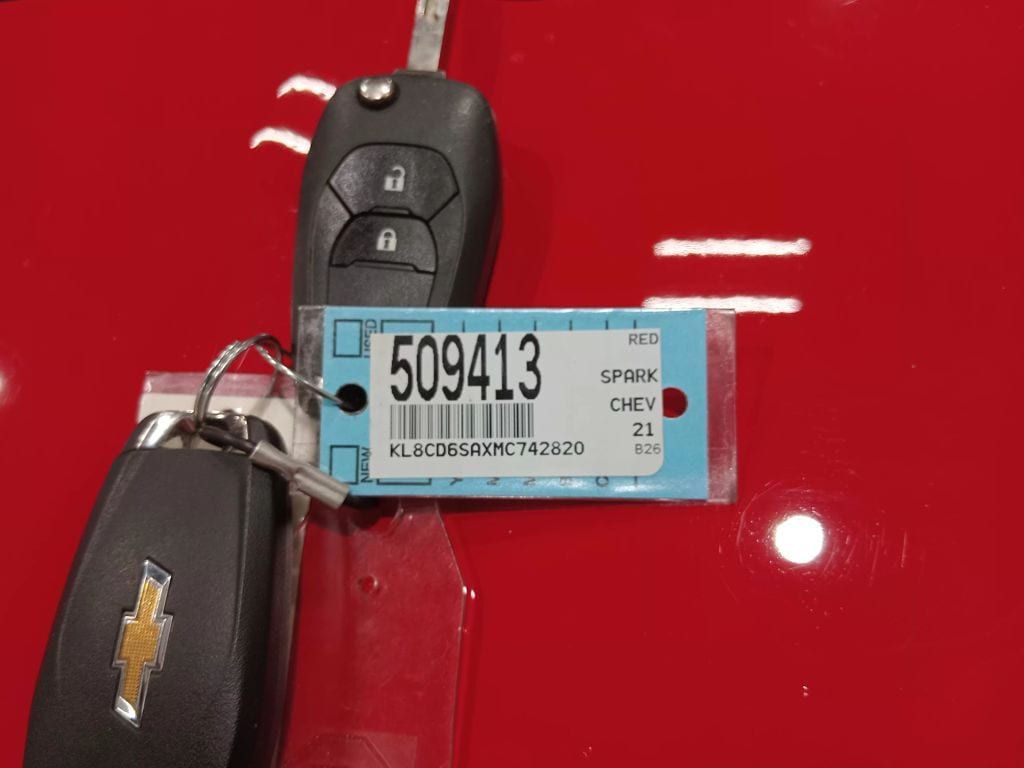 USED
509413
RED
SPARK
CHEV
21
KL8CD6SAXMC742820
B26
NEW